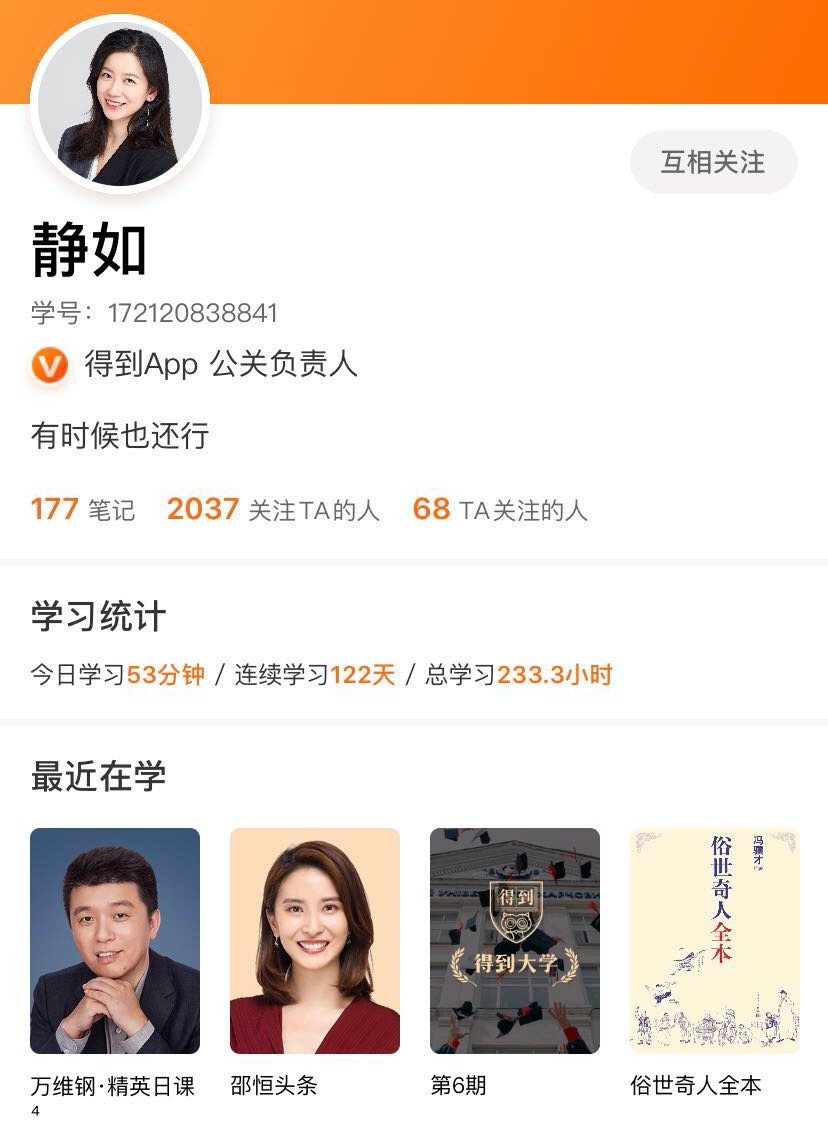 互相关注
静如
学号：172120838841
V 得到App 公关负责人
有时候也还行
177 笔记 2037 关注TA的人 68 TA关注的人
学习统计
今日学习53分钟 / 连续学习122天 / 总学习233.3小时
最近在学
得到
得到大学
冯骥才
俗世奇人全本
万维钢·精英日课
4
邵恒头条
第6期
俗世奇人全本